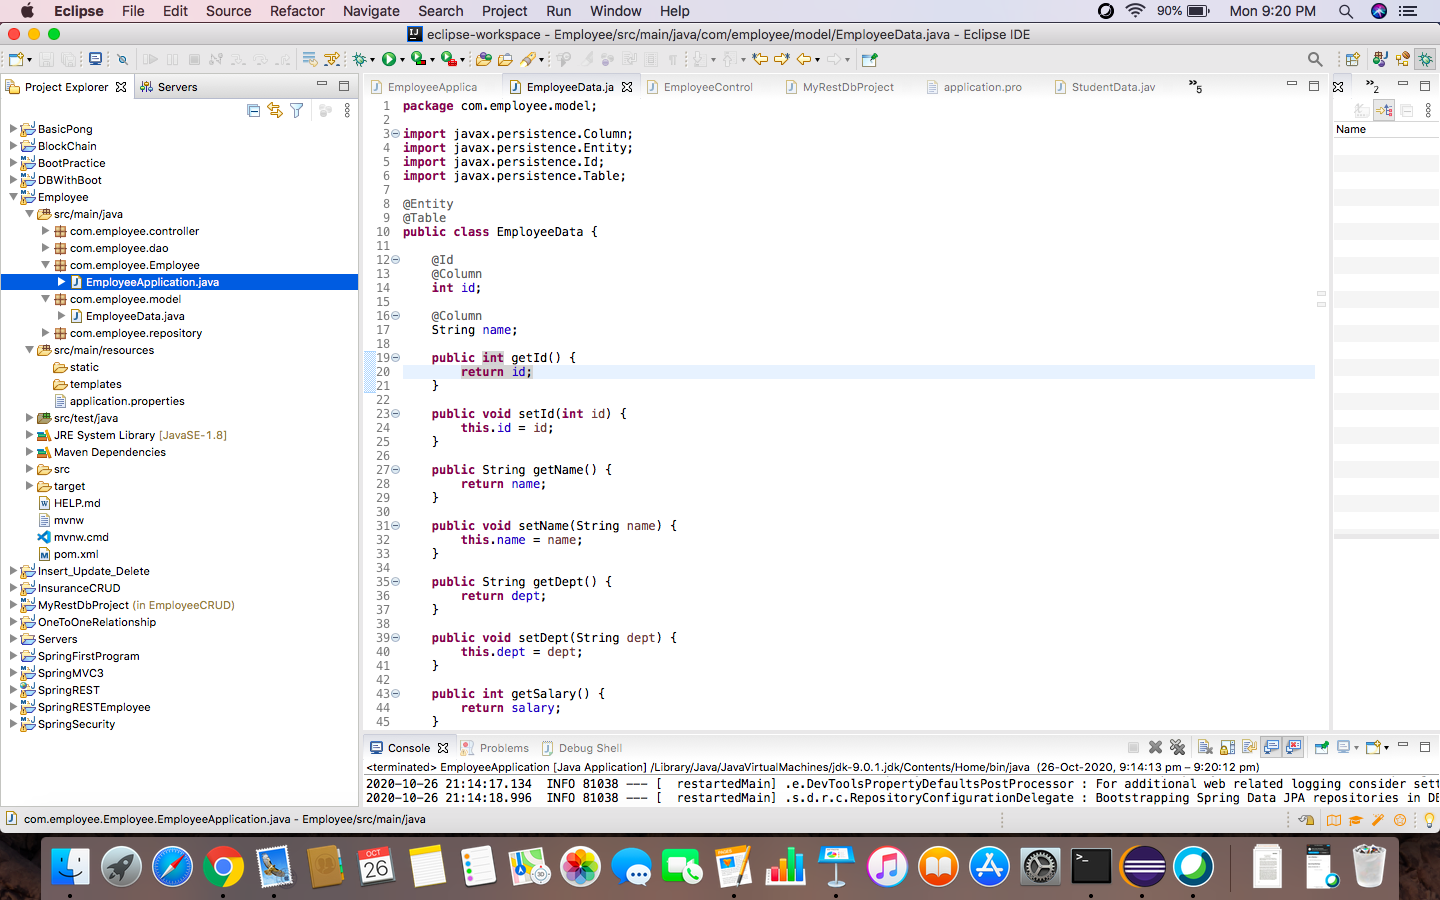 Eclipse File Edit Source Refactor Navigate Search Project Run Window Help 90% Mon 9:20 PM
eclipse-workspace - Employee/src/main/java/com/employee/model/EmployeeData.java - Eclipse IDE
Project Explorer Servers
BasicPong
BlockChain
BootPractice
DBWithBoot
Employee
src/main/java
com.employee.controller
com.employee.dao
com.employee.Employee
EmployeeApplication.java
com.employee.model
EmployeeData.java
com.employee.repository
src/main/resources
static
templates
application.properties
src/test/java
JRE System Library [JavaSE-1.8]
Maven Dependencies
src
target
HELP.md
mvnw
mvnw.cmd
pom.xml
Insert_Update_Delete
InsuranceCRUD
MyRestDbProject (in EmployeeCRUD)
OneToOneRelationship
Servers
SpringFirstProgram
SpringMVC3
SpringREST
SpringRESTEmployee
SpringSecurity
EmployeeApplica EmployeeData.ja EmployeeControl MyRestDbProject application.pro StudentData.jav »5
1 package com.employee.model;
2
3 import javax.persistence.Column;
4 import javax.persistence.Entity;
5 import javax.persistence.Id;
6 import javax.persistence.Table;
7
8 @Entity
9 @Table
10 public class EmployeeData {
11
12 @Id
13 @Column
14 int id;
15
16 @Column
17 String name;
18
19 public int getId() {
20 return id;
21 }
22
23 public void setId(int id) {
24 this.id = id;
25 }
26
27 public String getName() {
28 return name;
29 }
30
31 public void setName(String name) {
32 this.name = name;
33 }
34
35 public String getDept() {
36 return dept;
37 }
38
39 public void setDept(String dept) {
40 this.dept = dept;
41 }
42
43 public int getSalary() {
44 return salary;
45 }
»2
Name
Console Problems Debug Shell
<terminated> EmployeeApplication [Java Application] /Library/Java/JavaVirtualMachines/jdk-9.0.1.jdk/Contents/Home/bin/java (26-Oct-2020, 9:14:13 pm – 9:20:12 pm)
2020-10-26 21:14:17.134 INFO 81038 --- [ restartedMain] .e.DevToolsPropertyDefaultsPostProcessor : For additional web related logging consider sett
2020-10-26 21:14:18.996 INFO 81038 --- [ restartedMain] .s.d.r.c.RepositoryConfigurationDelegate : Bootstrapping Spring Data JPA repositories in DE
com.employee.Employee.EmployeeApplication.java - Employee/src/main/java
OCT
26